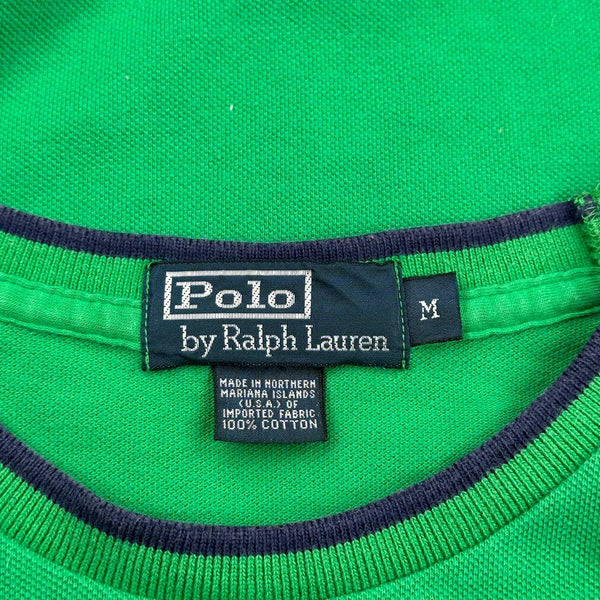 Polo
by Ralph Lauren
M
MADE IN NORTHERN
MARIANA ISLANDS
(U.S.A.) OF
IMPORTED FABRIC
100% COTTON